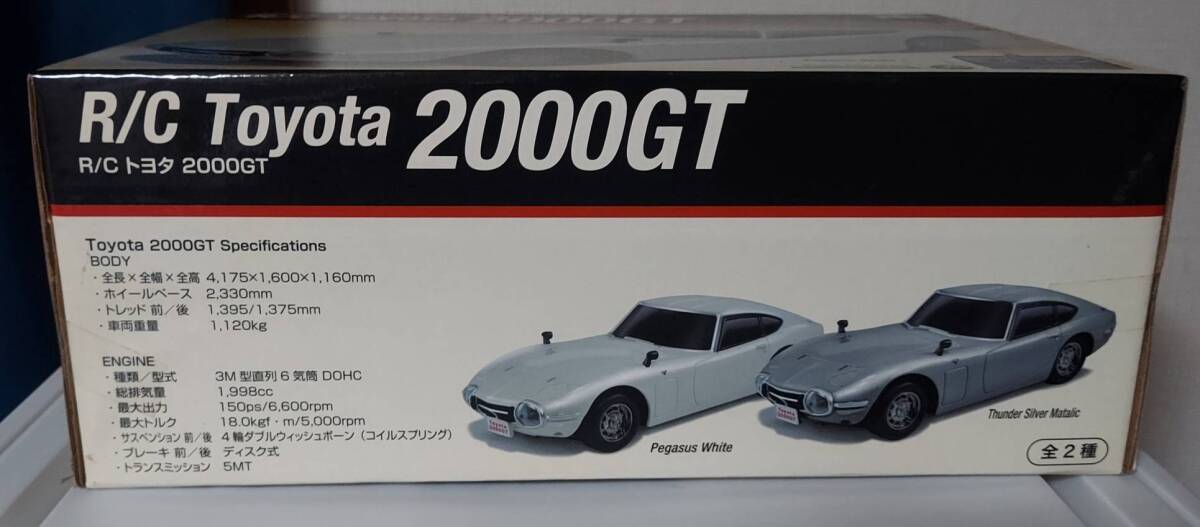 R/C Toyota 2000GT
R/C トヨタ 2000GT
Toyota 2000GT Specifications
BODY
・全長×全幅×全高 4,175×1,600×1,160mm
・ホイールベース 2,330mm
・トレッド 前／後 1,395/1,375mm
・車両重量 1,120kg
ENGINE
・種類／型式 3M 型直列 6 気筒 DOHC
・総排気量 1,998cc
・最大出力 150ps/6,600rpm
・最大トルク 18.0kgf・m/5,000rpm
・サスペンション 前／後 4 輪ダブルウィッシュボーン（コイルスプリング）
・ブレーキ 前／後 ディスク式
・トランスミッション 5MT
Toyota
2000GT
Pegasus White
Toyota
2000GT
Thunder Silver Matalic
全2種